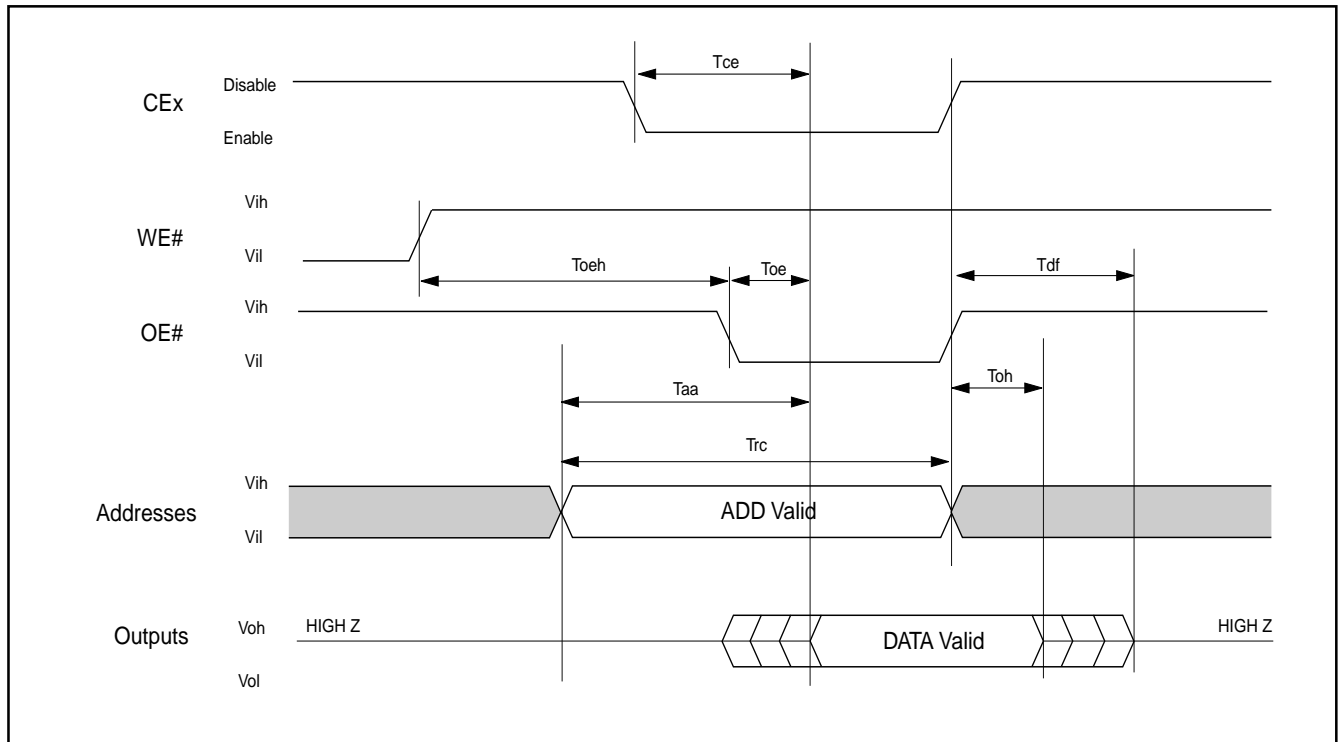 Tce
Disable
CEx
Enable
Vih
WE#
Vil
Toeh
Toe
Tdf
Vih
OE#
Vil
Toh
Taa
Trc
Vih
Addresses
ADD Valid
Vil
Outputs
Voh
HIGH Z
DATA Valid
HIGH Z
Vol